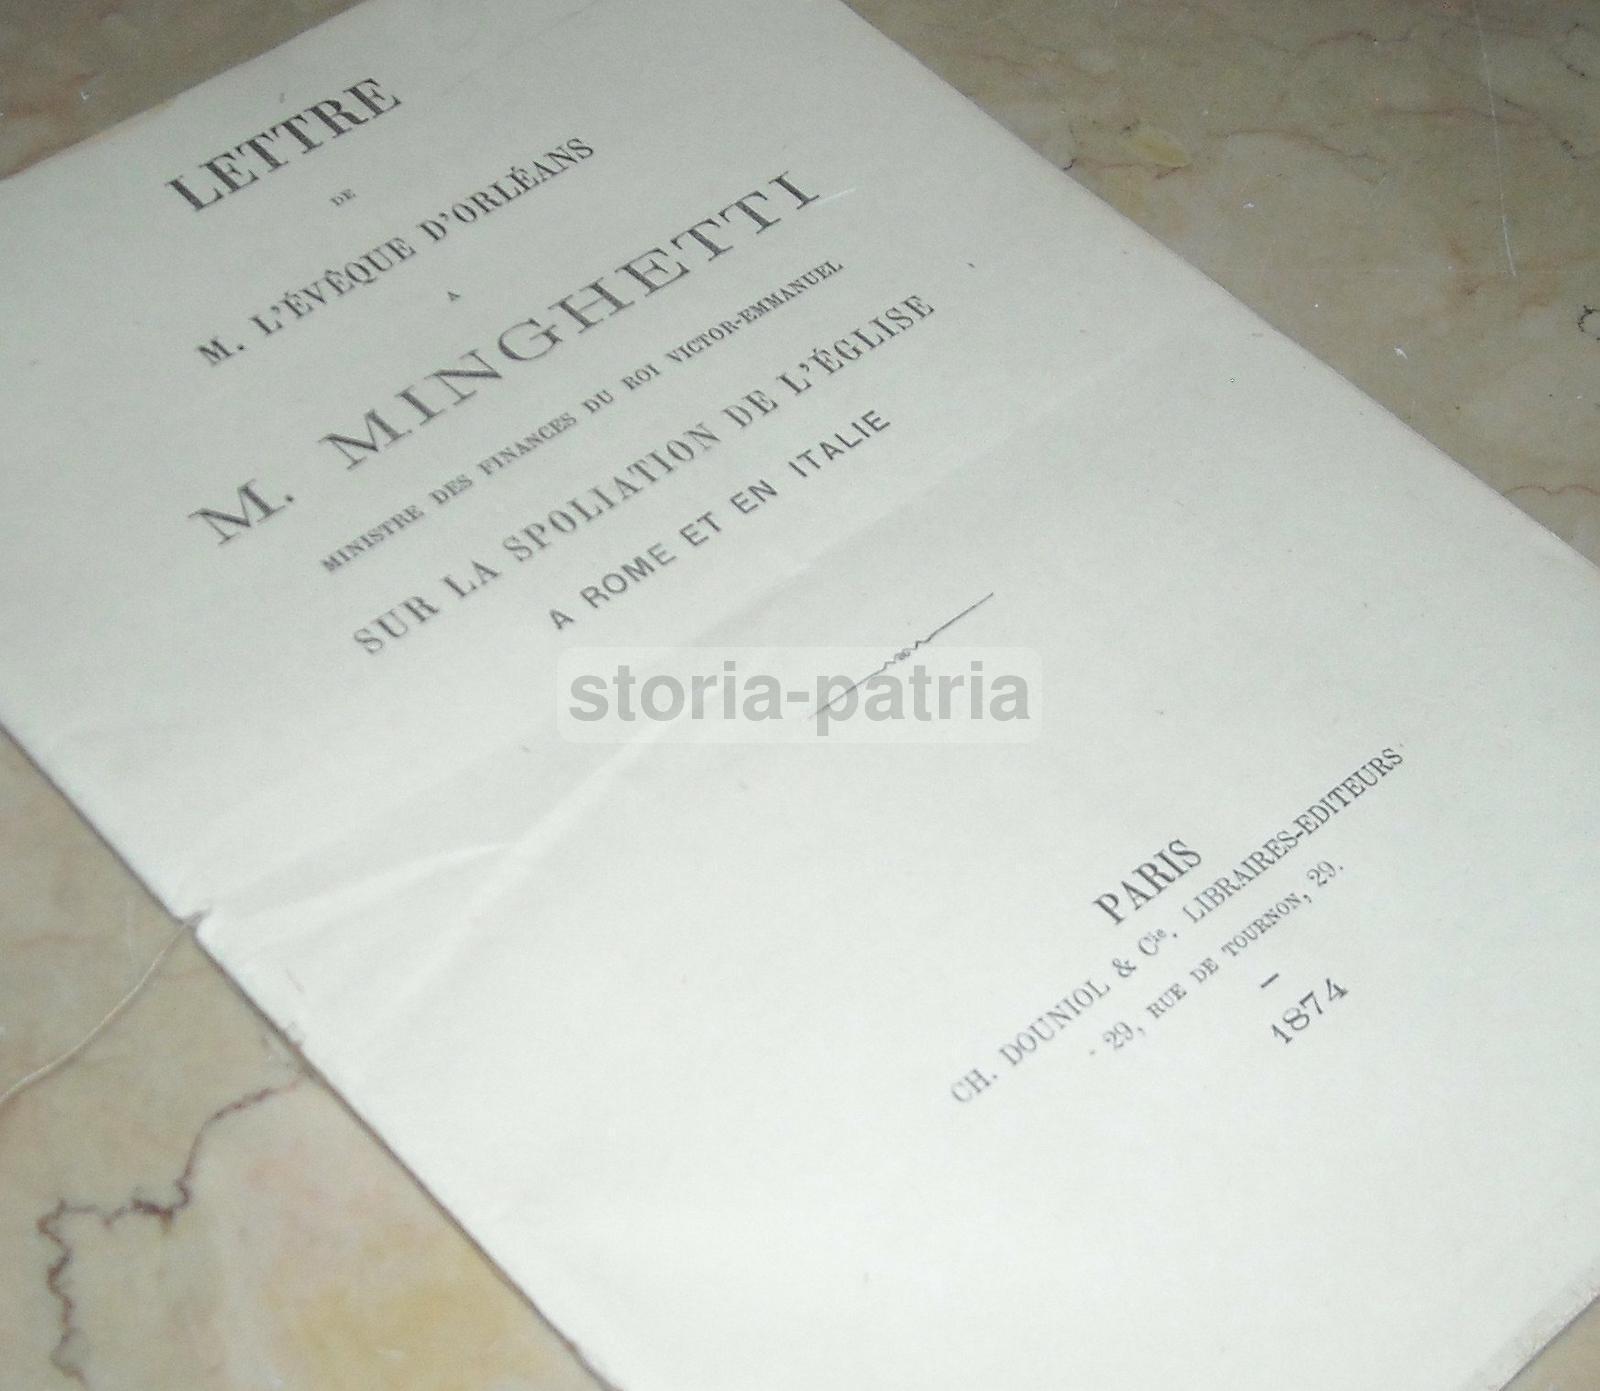 LETTRE
DE
M. L'ÉVÊQUE D'ORLÉANS
A
M. MINGHETTI
MINISTRE DES FINANCES DU ROI VICTOR-EMMANUEL
SUR LA SPOLIATION DE L'ÉGLISE
A ROME ET EN ITALIE
storia-patria
PARIS
CH. DOUNIOL & Cie. LIBRAIRES-EDITEURS
29, RUE DE TOURNON, 29.
1874